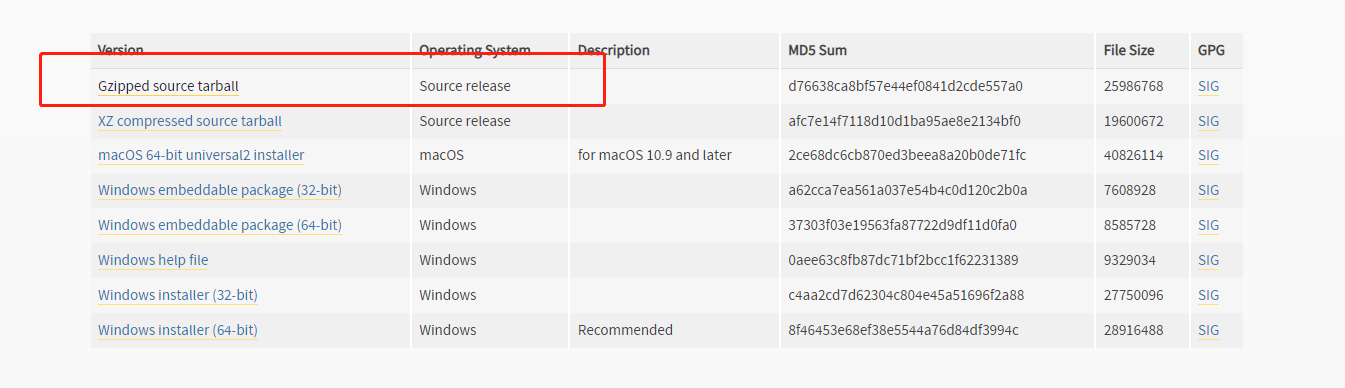 Version Operating System Description MD5 Sum File Size GPG
Gzipped source tarball Source release d76638ca8bf57e44ef0841d2cde557a0 25986768 SIG
XZ compressed source tarball Source release afc7e14f7118d10d1ba95ae8e2134bf0 19600672 SIG
macOS 64-bit universal2 installer macOS for macOS 10.9 and later 2ce68dc6cb870ed3beea8a20b0de71fc 40826114 SIG
Windows embeddable package (32-bit) Windows a62cca7ea561a037e54b4c0d120c2b0a 7608928 SIG
Windows embeddable package (64-bit) Windows 37303f03e19563fa87722d9df11d0fa0 8585728 SIG
Windows help file Windows 0aee63c8fb87dc71bf2bcc1f62231389 9329034 SIG
Windows installer (32-bit) Windows c4aa2cd7d62304c804e45a51696f2a88 27750096 SIG
Windows installer (64-bit) Windows Recommended 8f46453e68ef38e5544a76d84df3994c 28916488 SIG